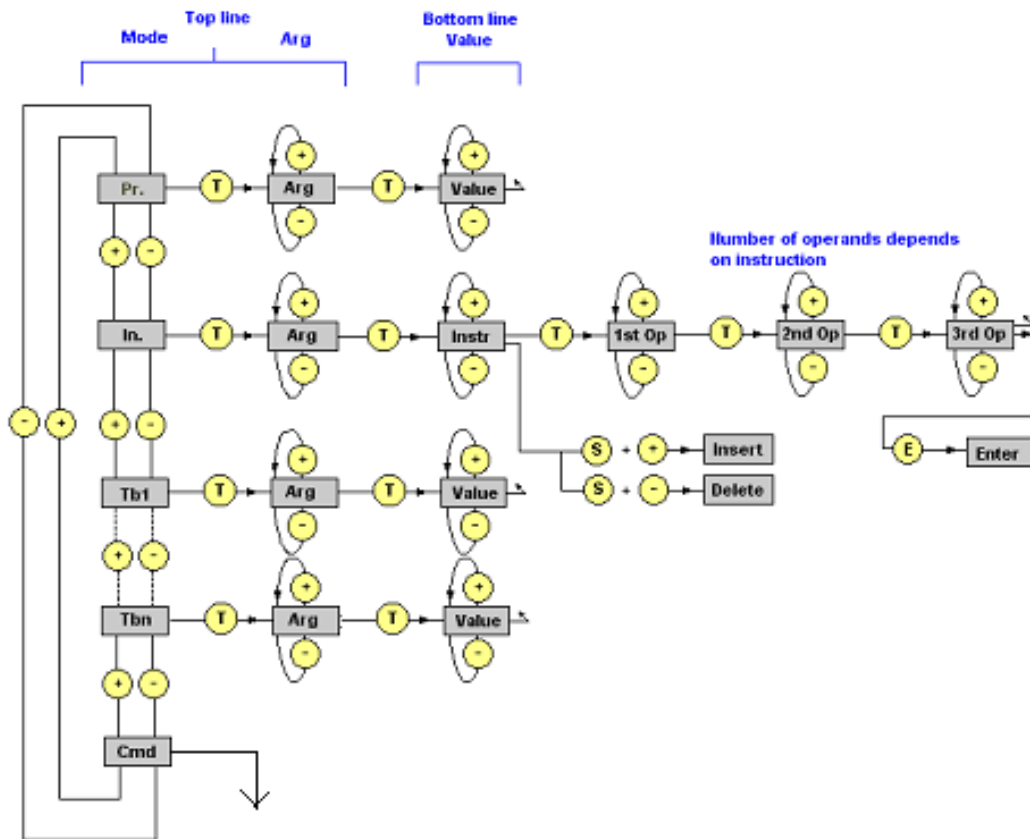 Top line
Bottom line
Mode
Arg
Value
+
+
Pr.
T
Arg
T
Value
-
-
+
-
Number of operands depends
on instruction
+
+
+
+
+
In.
T
Arg
T
Instr
T
1st Op
T
2nd Op
T
3rd Op
-
-
-
-
-
-
+
+
-
+
+
S
+
+
Insert
E
Enter
Tb1
T
Arg
T
Value
S
+
-
Delete
-
-
+
-
+
+
Tbn
T
Arg
T
Value
-
-
+
-
Cmd